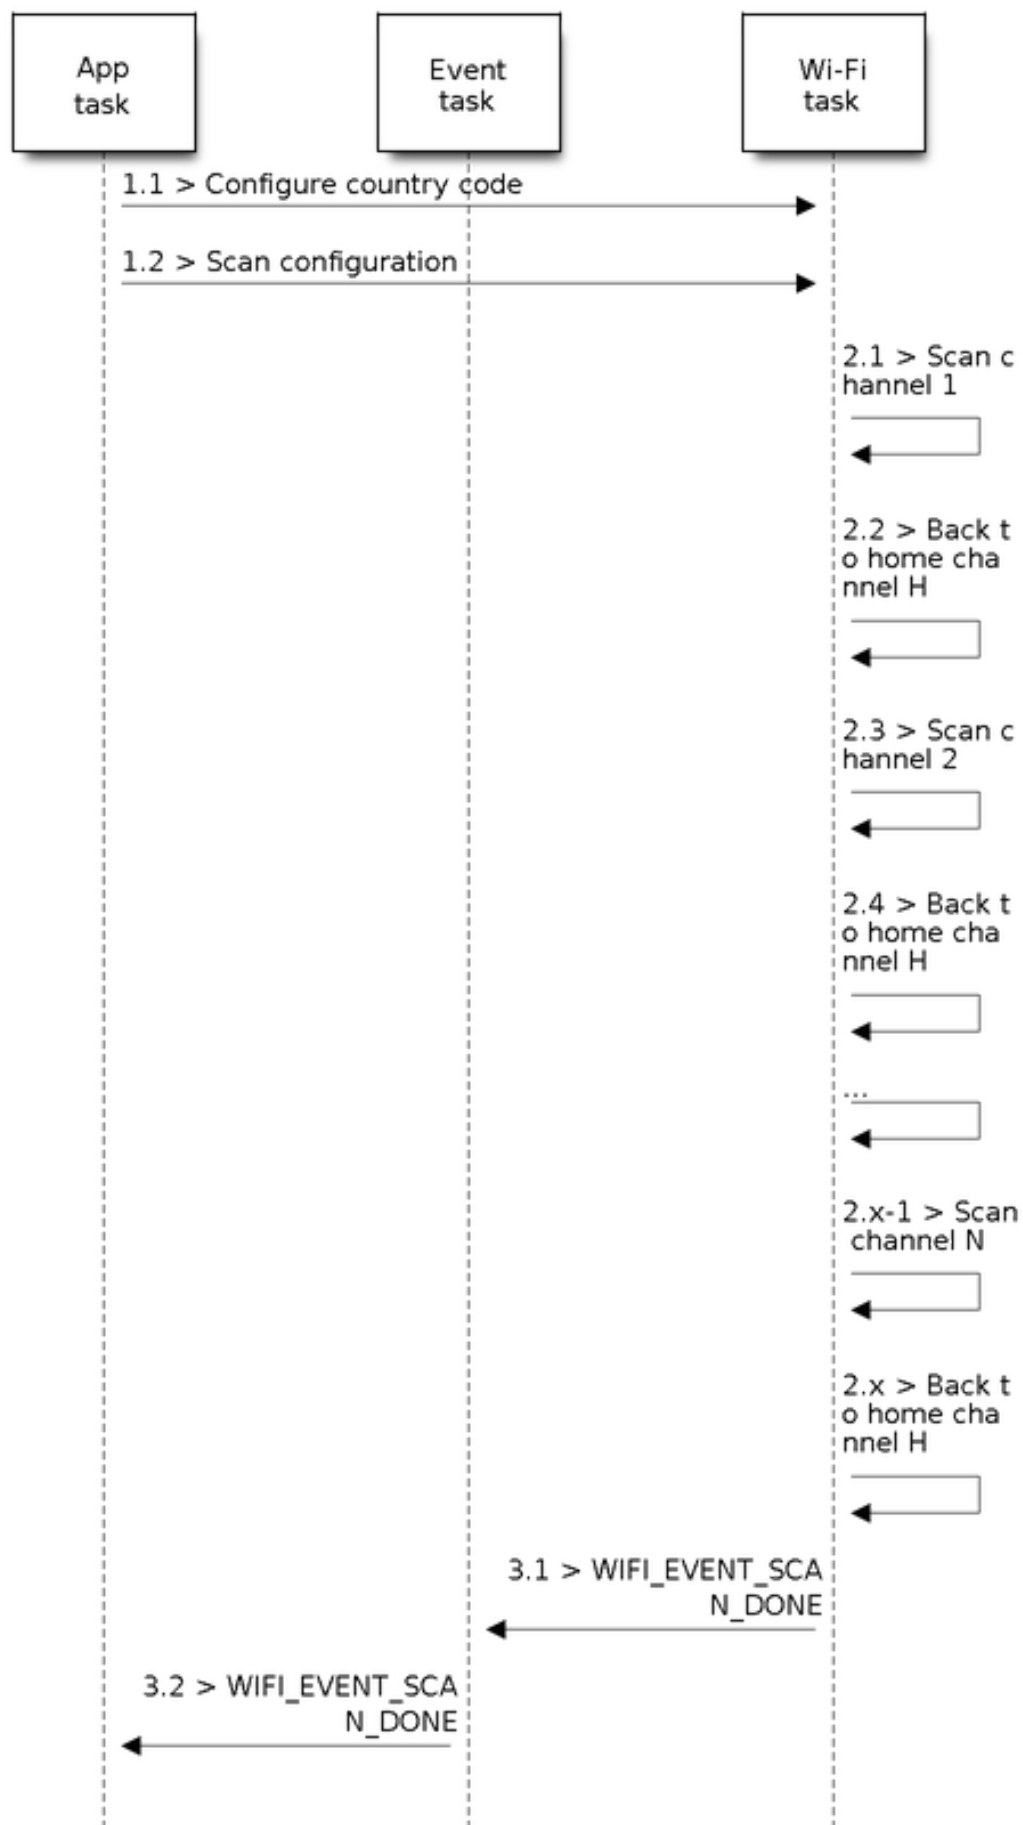 App
task
Event
task
Wi-Fi
task
1.1 > Configure country code
1.2 > Scan configuration
2.1 > Scan c
hannel 1
2.2 > Back t
o home cha
nnel H
2.3 > Scan c
hannel 2
2.4 > Back t
o home cha
nnel H
...
2.x-1 > Scan
channel N
2.x > Back t
o home cha
nnel H
3.1 > WIFI_EVENT_SCA
N_DONE
3.2 > WIFI_EVENT_SCA
N_DONE